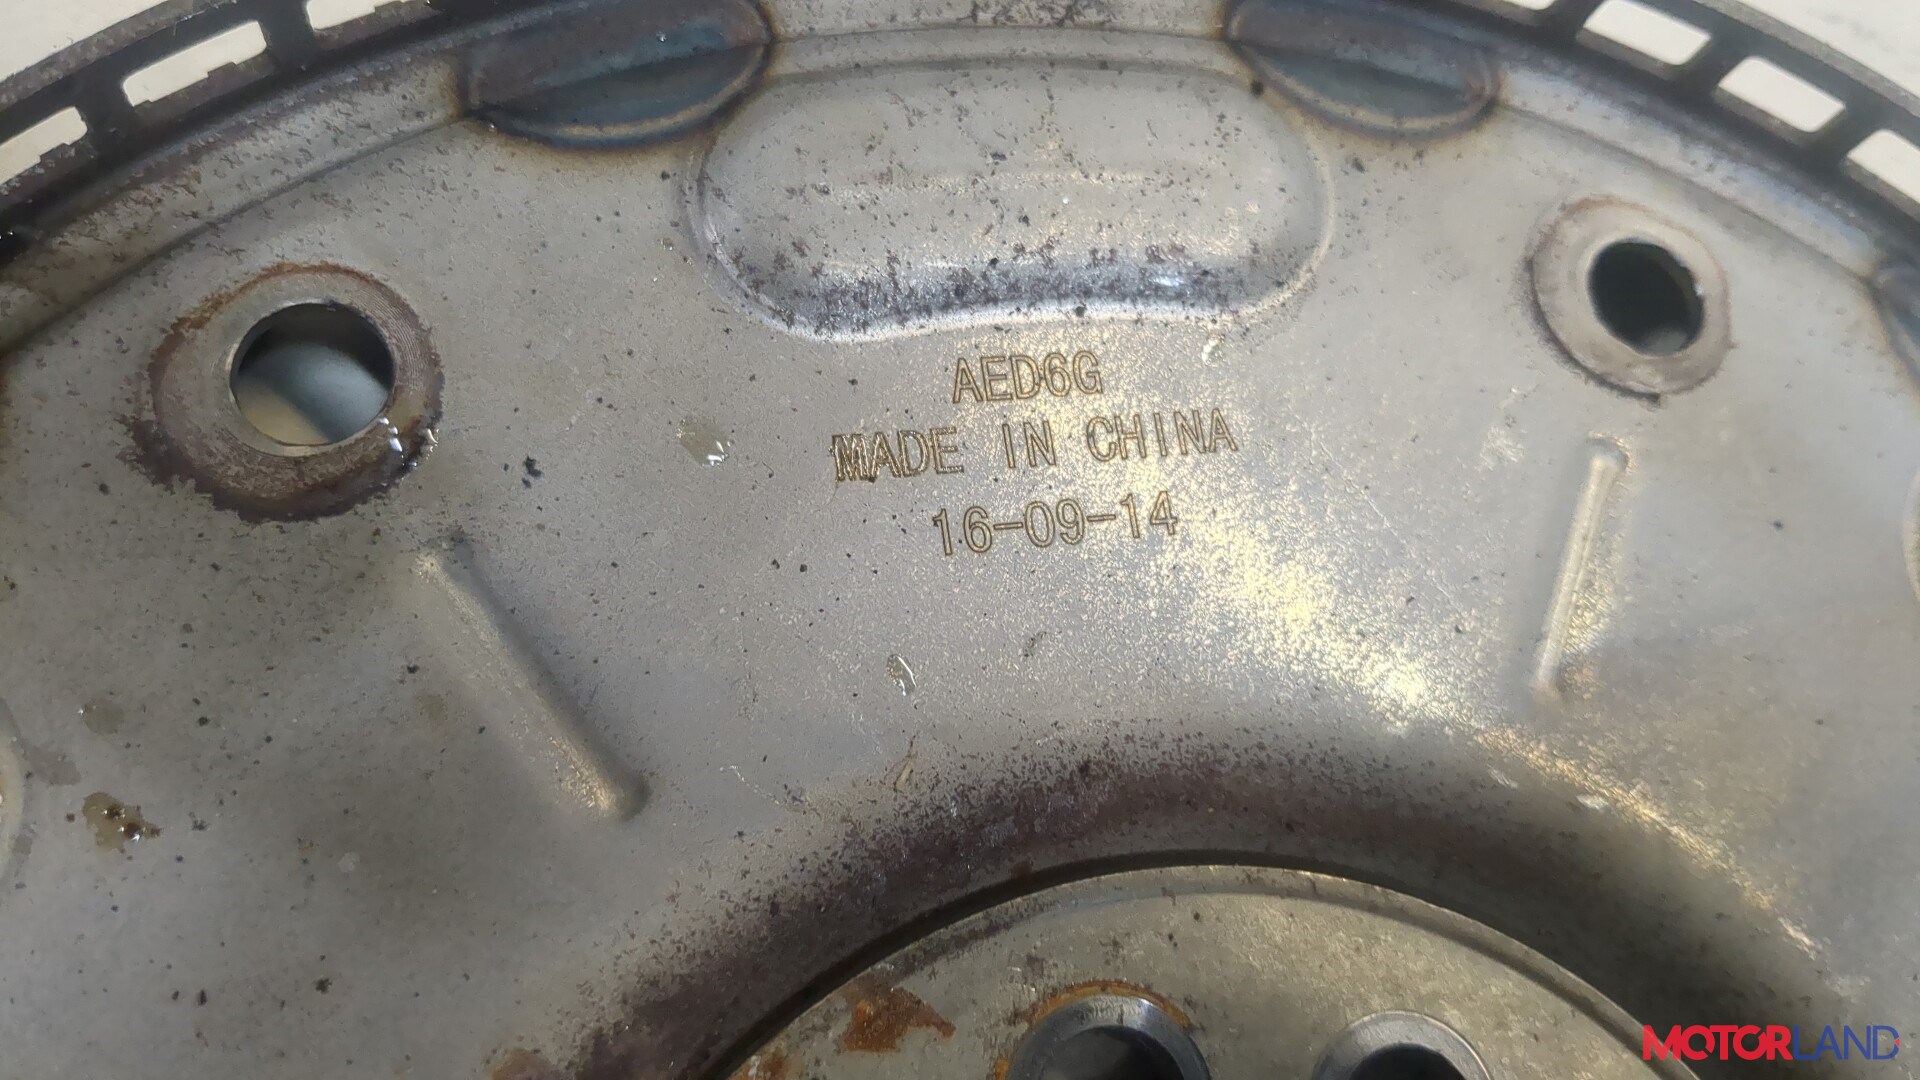 AED6G
MADE IN CHINA
16-09-14
MOTORLAND